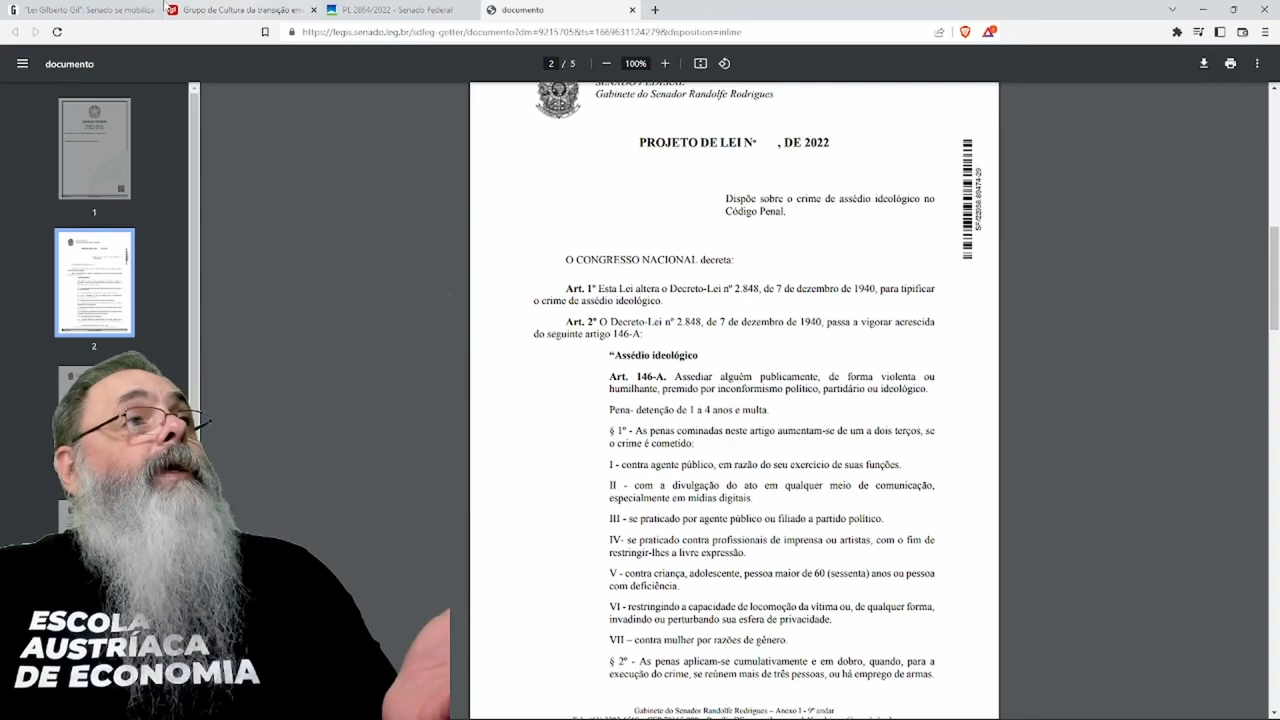 "Lei Gilberto Gil": Senado se mobiliza
Grupo de Cultura da transição em
PL 2864/2022 - Senado Federal
documento
https://legis.senado.leg.br/sdleg-getter/documento?dm=9215705&ts=1669631124279&disposition=inline
documento
2 / 5
100%
1
2
SENADO FEDERAL
Gabinete do Senador Randolfe Rodrigues
PROJETO DE LEI Nº , DE 2022
SF/22958.89474-29
Dispõe sobre o crime de assédio ideológico no
Código Penal.
O CONGRESSO NACIONAL decreta:
Art. 1º Esta Lei altera o Decreto-Lei nº 2.848, de 7 de dezembro de 1940, para tipificar
o crime de assédio ideológico.
Art. 2º O Decreto-Lei nº 2.848, de 7 de dezembro de 1940, passa a vigorar acrescida
do seguinte artigo 146-A:
“Assédio ideológico
Art. 146-A. Assediar alguém publicamente, de forma violenta ou
humilhante, premido por inconformismo político, partidário ou ideológico.
Pena- detenção de 1 a 4 anos e multa.
§ 1º - As penas cominadas neste artigo aumentam-se de um a dois terços, se
o crime é cometido:
I - contra agente público, em razão do seu exercício de suas funções.
II - com a divulgação do ato em qualquer meio de comunicação,
especialmente em mídias digitais.
III - se praticado por agente público ou filiado a partido político.
IV- se praticado contra profissionais de imprensa ou artistas, com o fim de
restringir-lhes a livre expressão.
V - contra criança, adolescente, pessoa maior de 60 (sessenta) anos ou pessoa
com deficiência.
VI - restringindo a capacidade de locomoção da vítima ou, de qualquer forma,
invadindo ou perturbando sua esfera de privacidade.
VII – contra mulher por razões de gênero.
§ 2º - As penas aplicam-se cumulativamente e em dobro, quando, para a
execução do crime, se reúnem mais de três pessoas, ou há emprego de armas.
Gabinete do Senador Randolfe Rodrigues – Anexo I - 9º andar
ESCOL
AUSTRÍACA
DE ECONOMIA